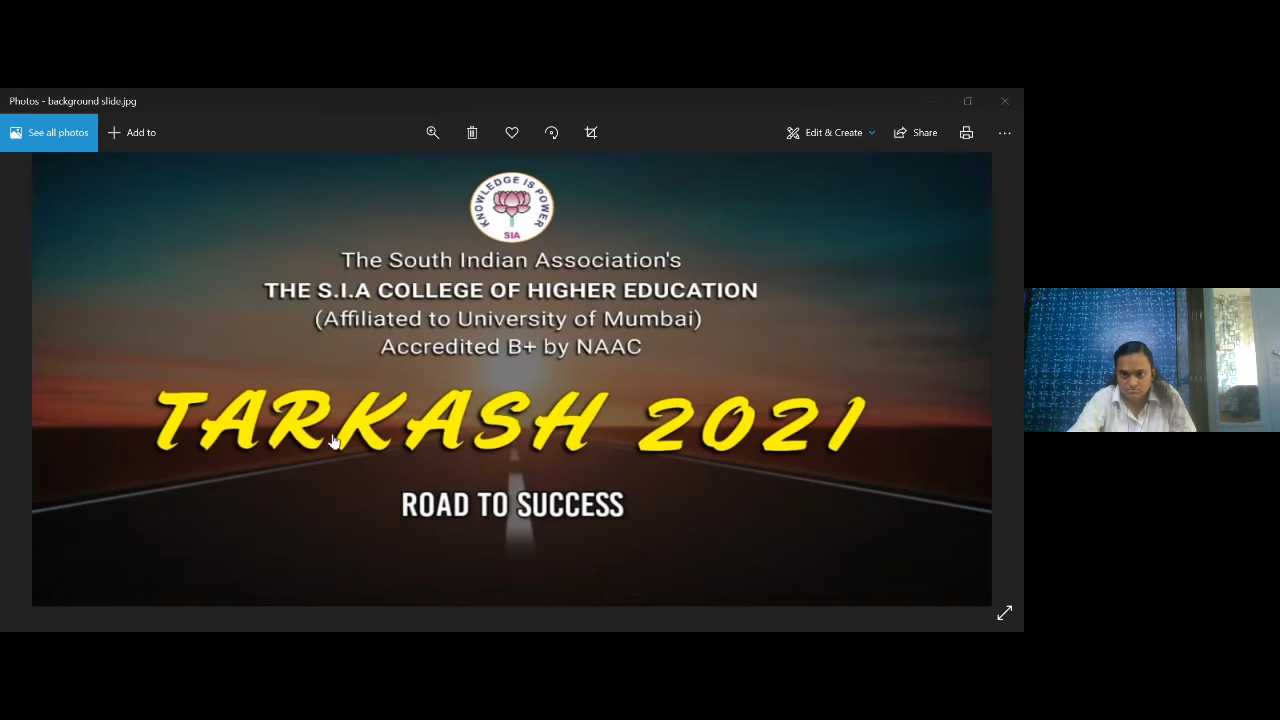 Photos - background slide.jpg
See all photos
Add to
Edit & Create
Share
KNOWLEDGE IS POWER
SIA
The South Indian Association's
THE S.I.A COLLEGE OF HIGHER EDUCATION
(Affiliated to University of Mumbai)
Accredited B+ by NAAC
TARKASH 2021
ROAD TO SUCCESS